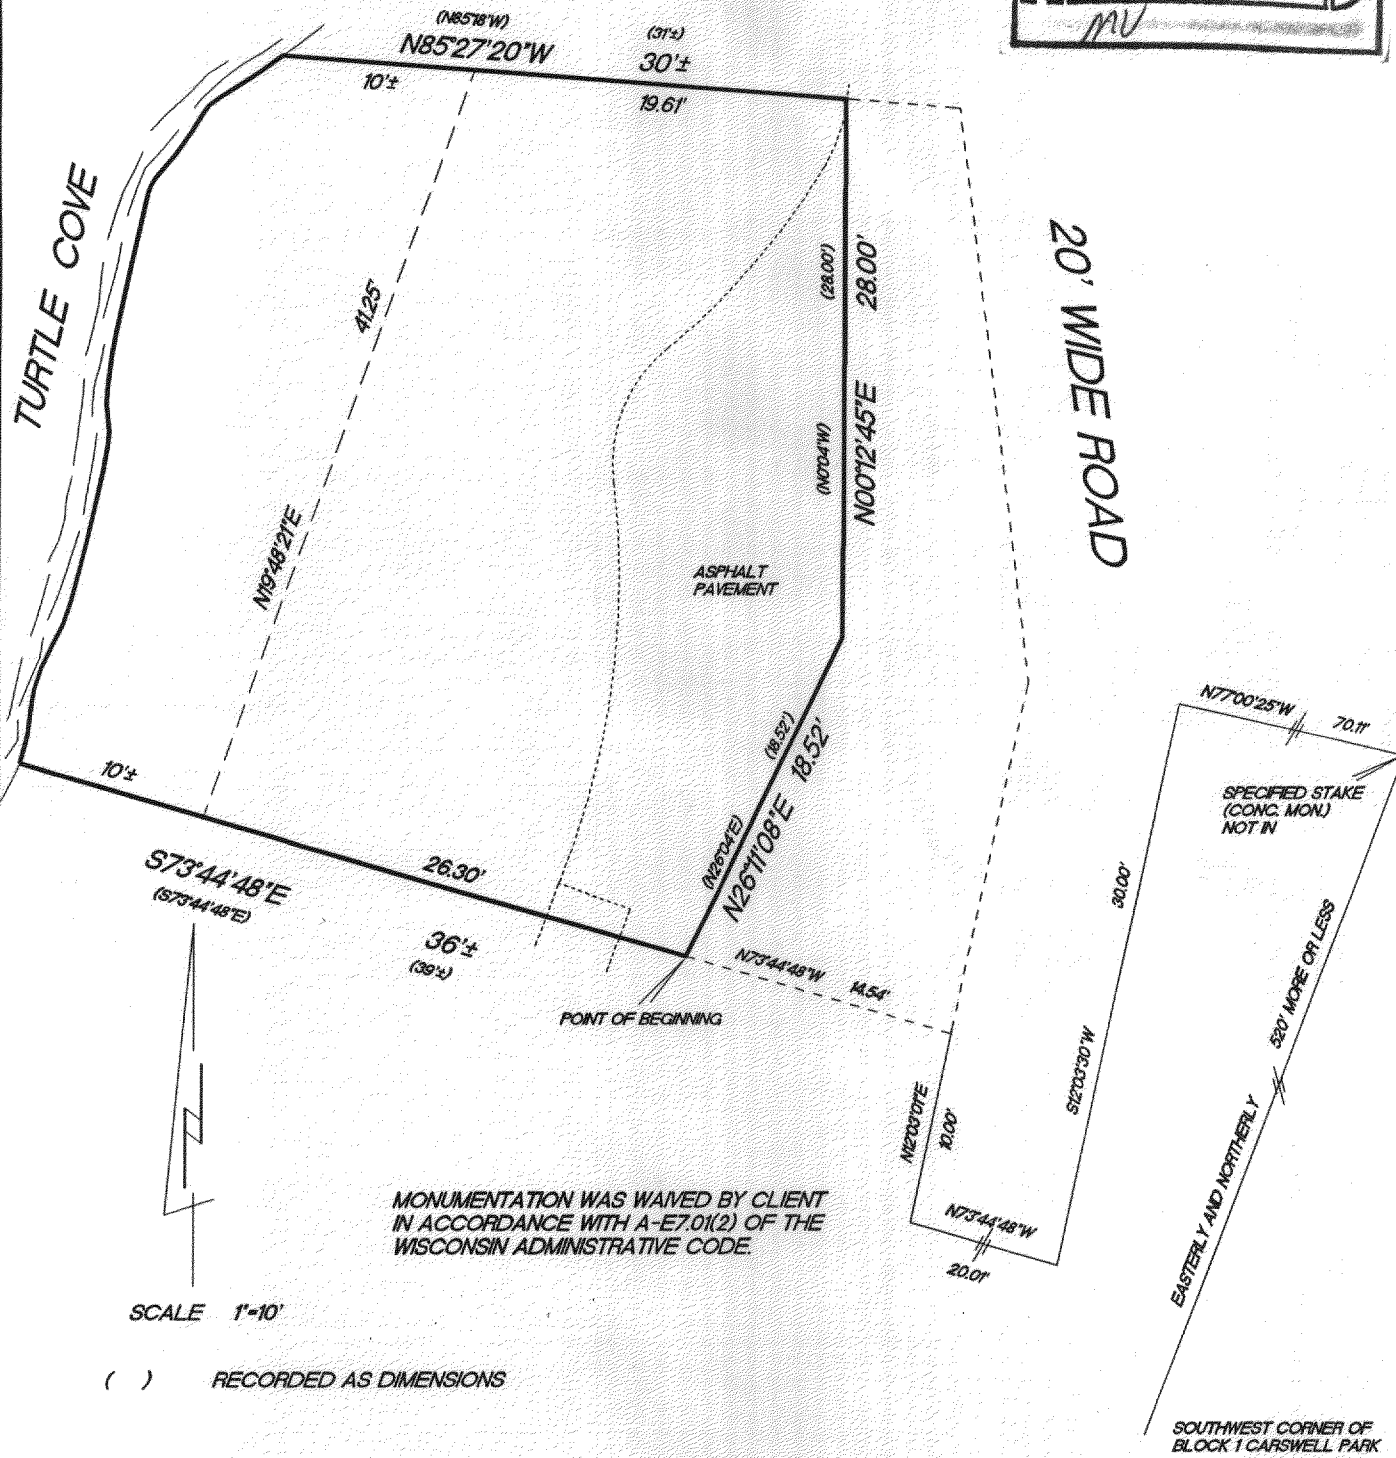 MV
(N85°18'W)
N85°27'20"W
(31'±)
30'±
10'±
19.61'
TURTLE COVE
41.25'
N19°48'21"E
(28.00')
28.00'
(N0°04'W)
N00°12'45"E
20' WIDE ROAD
ASPHALT
PAVEMENT
(18.52')
18.52'
(N26°04'E)
N26°11'08"E
10'±
26.30'
S73°44'48"E
(S73°44'48"E)
36'±
(39'±)
N73°44'48"W
14.54'
POINT OF BEGINNING
N77°00'25"W
70.11'
SPECIFIED STAKE
(CONC. MON.)
NOT IN
30.00'
S12°03'30"W
520' MORE OR LESS
EASTERLY AND NORTHERLY
N12°03'01"E
10.00'
N73°44'48"W
20.01'
MONUMENTATION WAS WAIVED BY CLIENT
IN ACCORDANCE WITH A-E7.01(2) OF THE
WISCONSIN ADMINISTRATIVE CODE.
SCALE 1"=10'
( ) RECORDED AS DIMENSIONS
SOUTHWEST CORNER OF
BLOCK 1 CARSWELL PARK